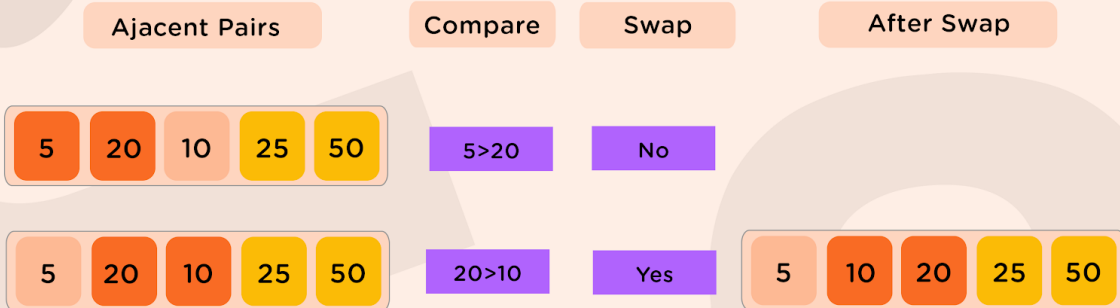 Ajacent Pairs Compare Swap After Swap
5 20 10 25 50 5>20 No
5 20 10 25 50 20>10 Yes 5 10 20 25 50